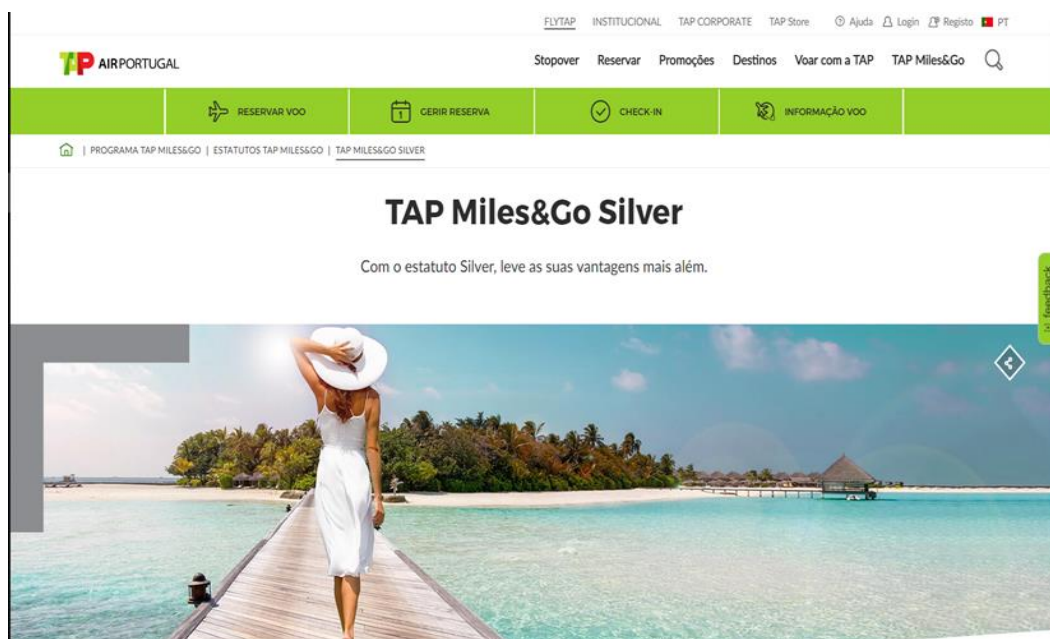 FLYTAP INSTITUCIONAL TAP CORPORATE TAP Store Ajuda Login Registo PT
TAP AIRPORTUGAL
Stopover Reservar Promoções Destinos Voar com a TAP TAP Miles&Go
RESERVAR VOO 1 GERIR RESERVA CHECK-IN INFORMAÇÃO VOO
| PROGRAMA TAP MILES&GO | ESTATUTOS TAP MILES&GO | TAP MILES&GO SILVER
TAP Miles&Go Silver
Com o estatuto Silver, leve as suas vantagens mais além.
feedback